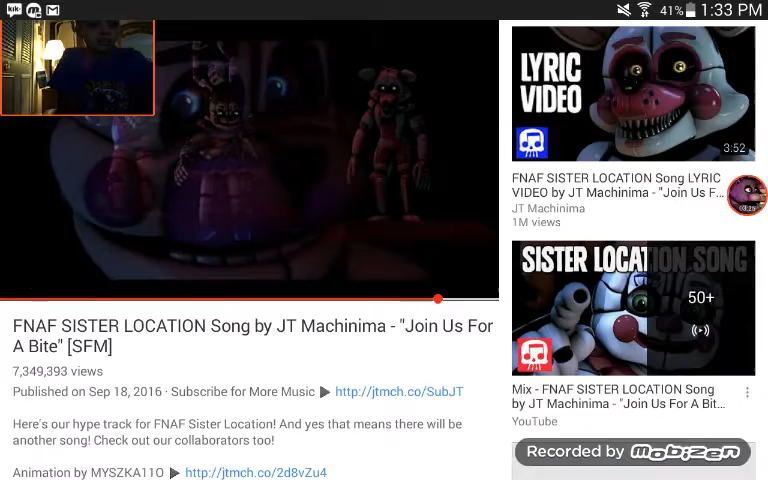 kik
41% 1:33 PM
LYRIC
VIDEO
3:52
FNAF SISTER LOCATION Song LYRIC
VIDEO by JT Machinima - "Join Us F...
JT Machinima
1M views
03:25
SISTER LOCATION SONG
50+
Mix - FNAF SISTER LOCATION Song
by JT Machinima - "Join Us For A Bit...
YouTube
FNAF SISTER LOCATION Song by JT Machinima - "Join Us For
A Bite" [SFM]
7,349,393 views
Published on Sep 18, 2016 · Subscribe for More Music ▶ http://jtmch.co/SubJT
Here's our hype track for FNAF Sister Location! And yes that means there will be
another song! Check out our collaborators too!
Animation by MYSZKA11O ▶ http://jtmch.co/2d8vZu4
Recorded by mobizen